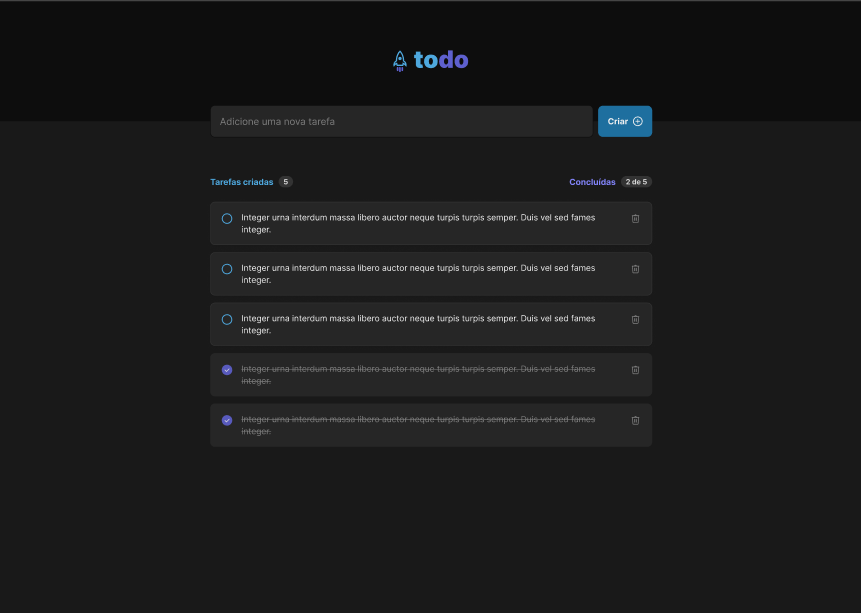 todo
Adicione uma nova tarefa
Criar
Tarefas criadas 5
Concluídas 2 de 5
Integer urna interdum massa libero auctor neque turpis turpis semper. Duis vel sed fames
integer.
Integer urna interdum massa libero auctor neque turpis turpis semper. Duis vel sed fames
integer.
Integer urna interdum massa libero auctor neque turpis turpis semper. Duis vel sed fames
integer.
Integer urna interdum massa libero auctor neque turpis turpis semper. Duis vel sed fames
integer.
Integer urna interdum massa libero auctor neque turpis turpis semper. Duis vel sed fames
integer.